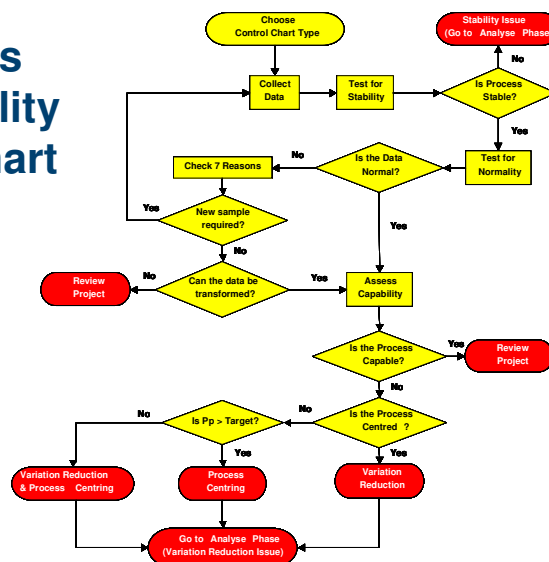 s
lity
hart
Choose
Control Chart Type
Stability Issue
(Go to Analyse Phase
No
Collect
Data
Test for
Stability
Is Process
Stable?
Yes
Check 7 Reasons
No
Is the Data
Normal?
Test for
Normality
Yes
New sample
required?
Yes
No
Review
Project
No
Can the data be
transformed?
Yes
Assess
Capability
Is the Process
Capable?
Yes
Review
Project
No
No
Is Pp > Target?
No
Is the Process
Centred ?
Yes
Yes
Variation Reduction
& Process Centring
Process
Centring
Variation
Reduction
Go to Analyse Phase
(Variation Reduction Issue)